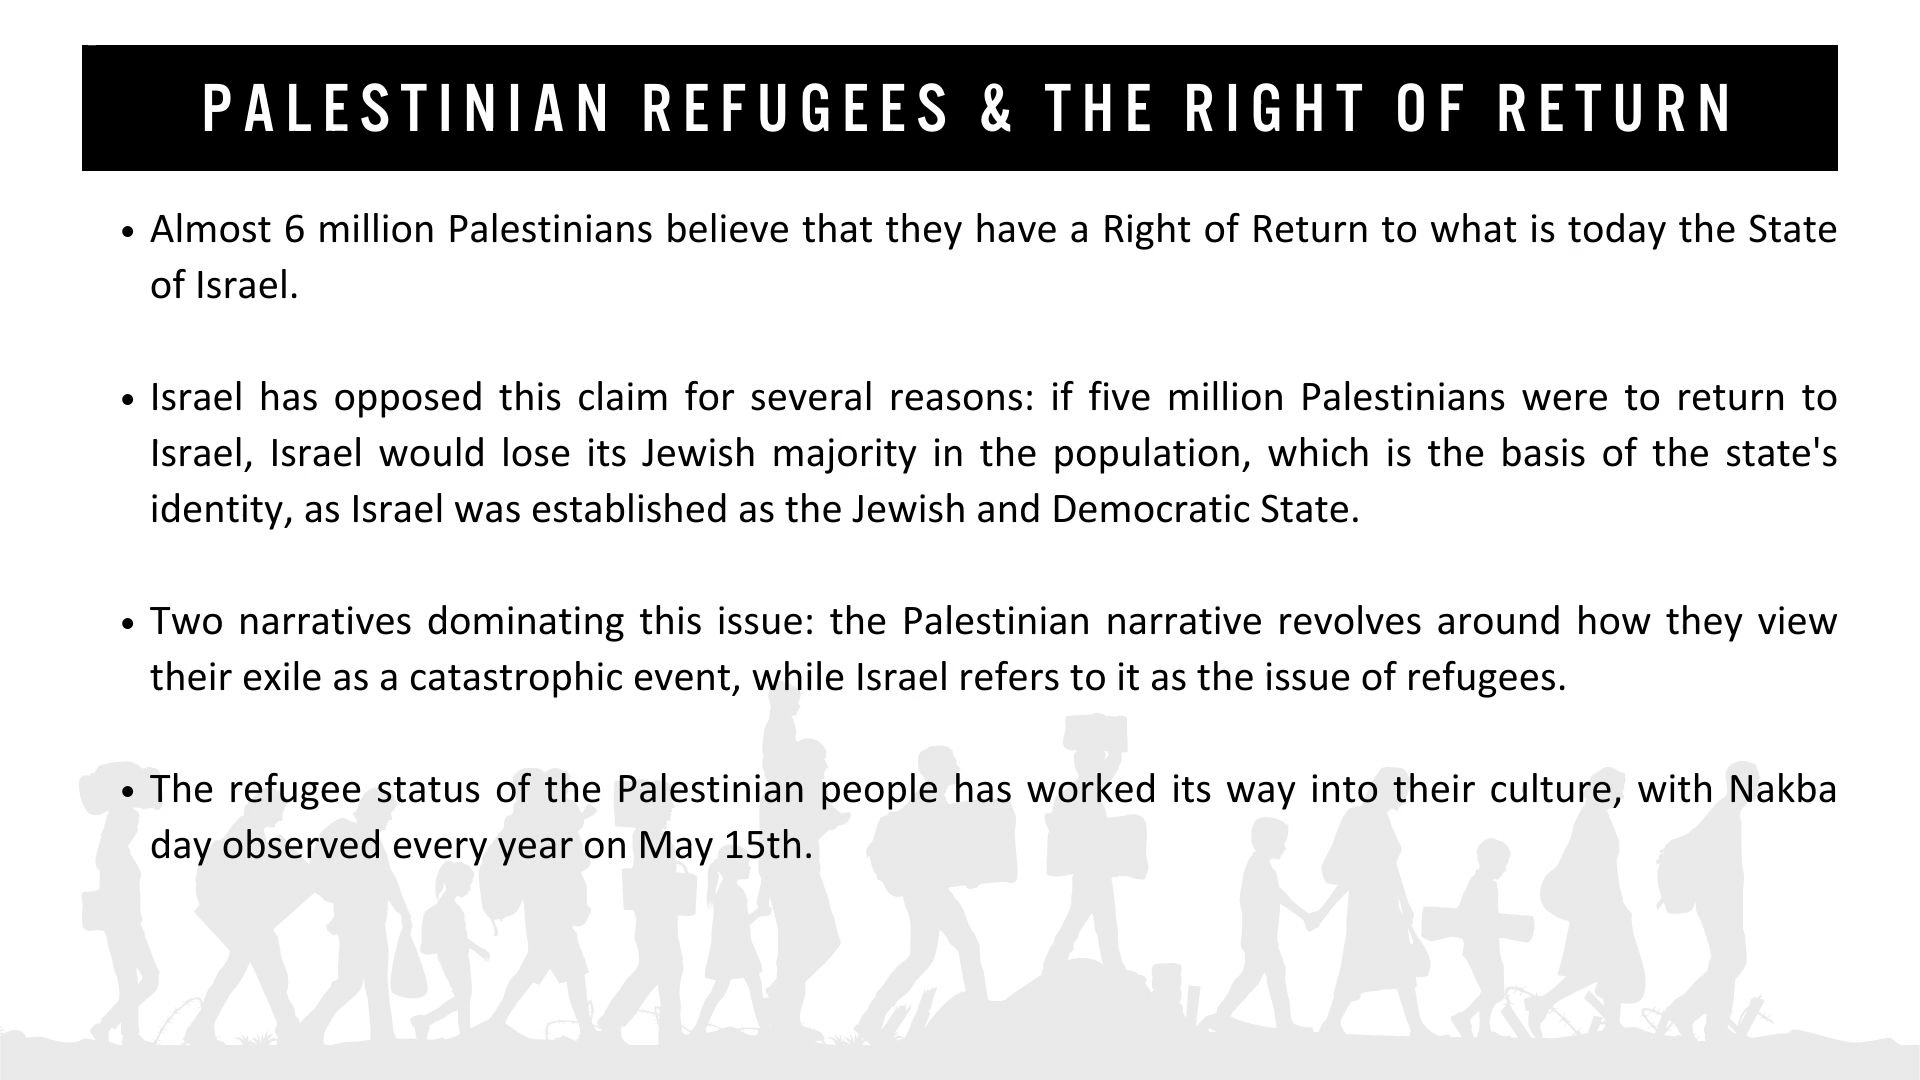 PALESTINIAN REFUGEES & THE RIGHT OF RETURN
• Almost 6 million Palestinians believe that they have a Right of Return to what is today the State
of Israel.
• Israel has opposed this claim for several reasons: if five million Palestinians were to return to
Israel, Israel would lose its Jewish majority in the population, which is the basis of the state's
identity, as Israel was established as the Jewish and Democratic State.
• Two narratives dominating this issue: the Palestinian narrative revolves around how they view
their exile as a catastrophic event, while Israel refers to it as the issue of refugees.
• The refugee status of the Palestinian people has worked its way into their culture, with Nakba
day observed every year on May 15th.